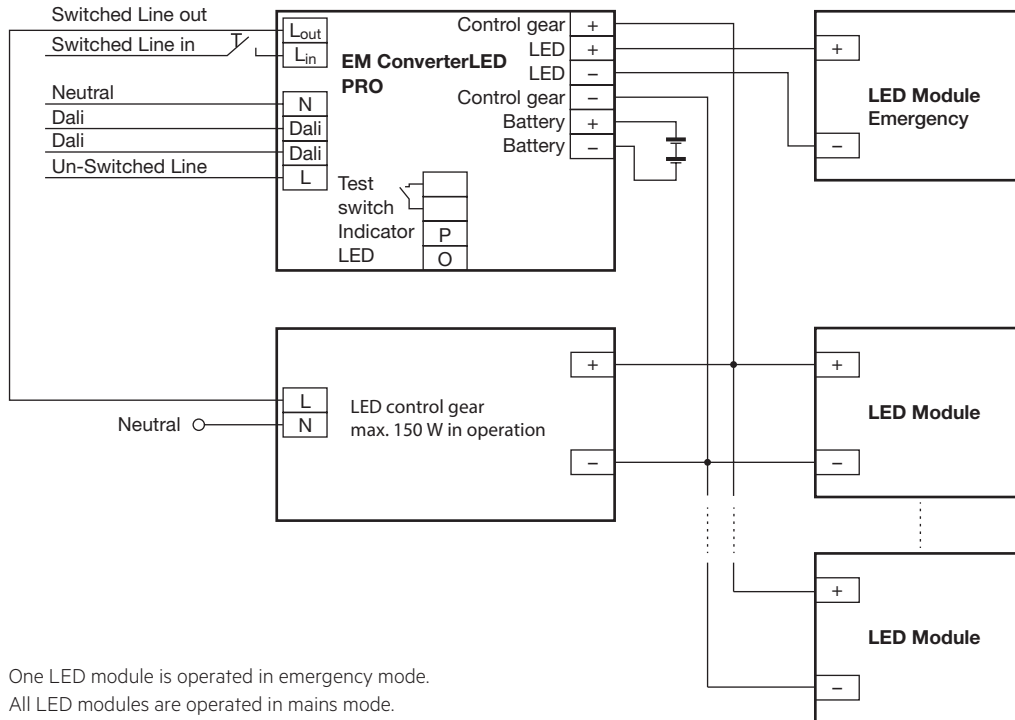 Switched Line out
Switched Line in
Neutral
Dali
Dali
Un-Switched Line
Lout
Lin
N
Dali
Dali
L
EM ConverterLED
PRO
Control gear +
LED +
LED –
Control gear –
Battery +
Battery –
Test
switch
Indicator P
LED O
+
–
LED Module
Emergency
L
N
Neutral
LED control gear
max. 150 W in operation
+
–
+
–
LED Module
+
–
LED Module
One LED module is operated in emergency mode.
All LED modules are operated in mains mode.